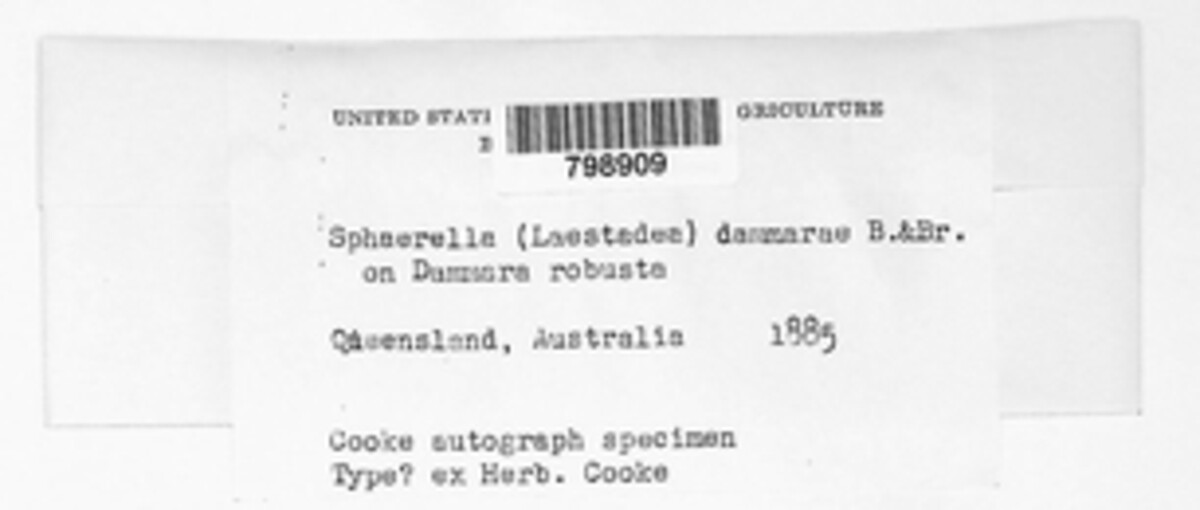 UNITED STATI GRICULTURE
B
798909
Sphaerella (Laestadea) dammarae B.&Br.
on Dammara robusta
Queensland, Australia 1885
Cooke autograph specimen
Type? ex Herb. Cooke